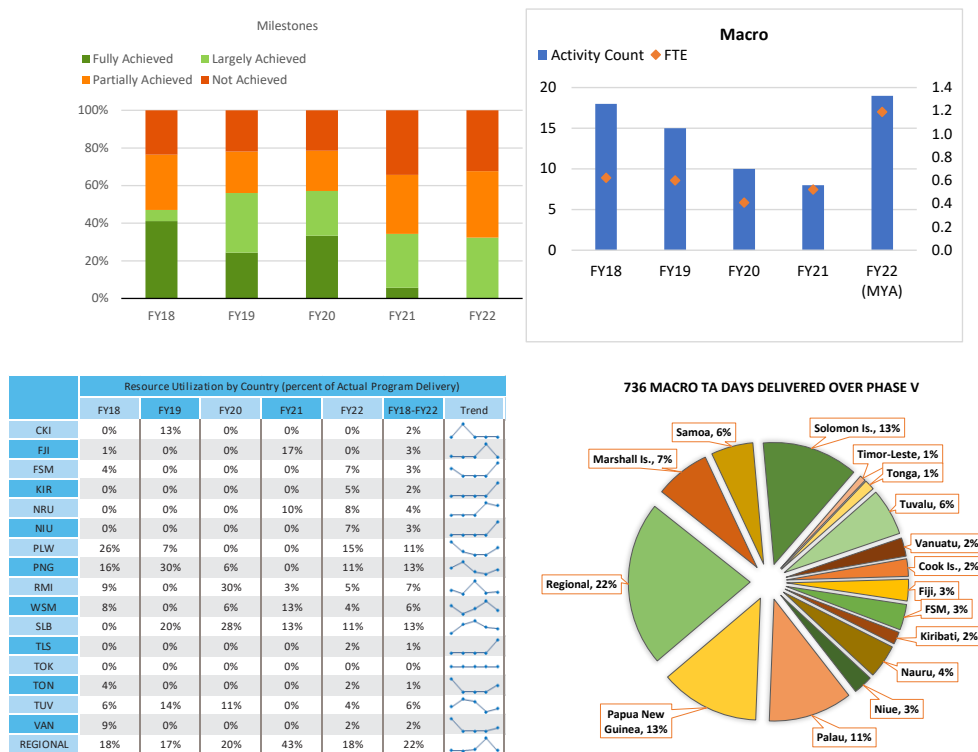 Milestones
Fully Achieved Largely Achieved
Partially Achieved Not Achieved
100%
80%
60%
40%
20%
0%
FY18 FY19 FY20 FY21 FY22
Macro
Activity Count FTE
20 1.4
15 1.2
10 1.0
5 0.8
0 0.6
0.4
0.2
0.0
FY18 FY19 FY20 FY21 FY22
(MYA)
Resource Utilization by Country (percent of Actual Program Delivery)
FY18 FY19 FY20 FY21 FY22 FY18-FY22 Trend
CKI 0% 13% 0% 0% 0% 2%
FJI 1% 0% 0% 17% 0% 3%
FSM 4% 0% 0% 0% 7% 3%
KIR 0% 0% 0% 0% 5% 2%
NRU 0% 0% 0% 10% 8% 4%
NIU 0% 0% 0% 0% 7% 3%
PLW 26% 7% 0% 0% 15% 11%
PNG 16% 30% 6% 0% 11% 13%
RMI 9% 0% 30% 3% 5% 7%
WSM 8% 0% 6% 13% 4% 6%
SLB 0% 20% 28% 13% 11% 13%
TLS 0% 0% 0% 0% 2% 1%
TOK 0% 0% 0% 0% 0% 0%
TON 4% 0% 0% 0% 2% 1%
TUV 6% 14% 11% 0% 4% 6%
VAN 9% 0% 0% 0% 2% 2%
REGIONAL 18% 17% 20% 43% 18% 22%
736 MACRO TA DAYS DELIVERED OVER PHASE V
Solomon Is., 13%
Timor-Leste, 1%
Tonga, 1%
Tuvalu, 6%
Vanuatu, 2%
Cook Is., 2%
Fiji, 3%
FSM, 3%
Kiribati, 2%
Nauru, 4%
Niue, 3%
Palau, 11%
Papua New
Guinea, 13%
Regional, 22%
Marshall Is., 7%
Samoa, 6%